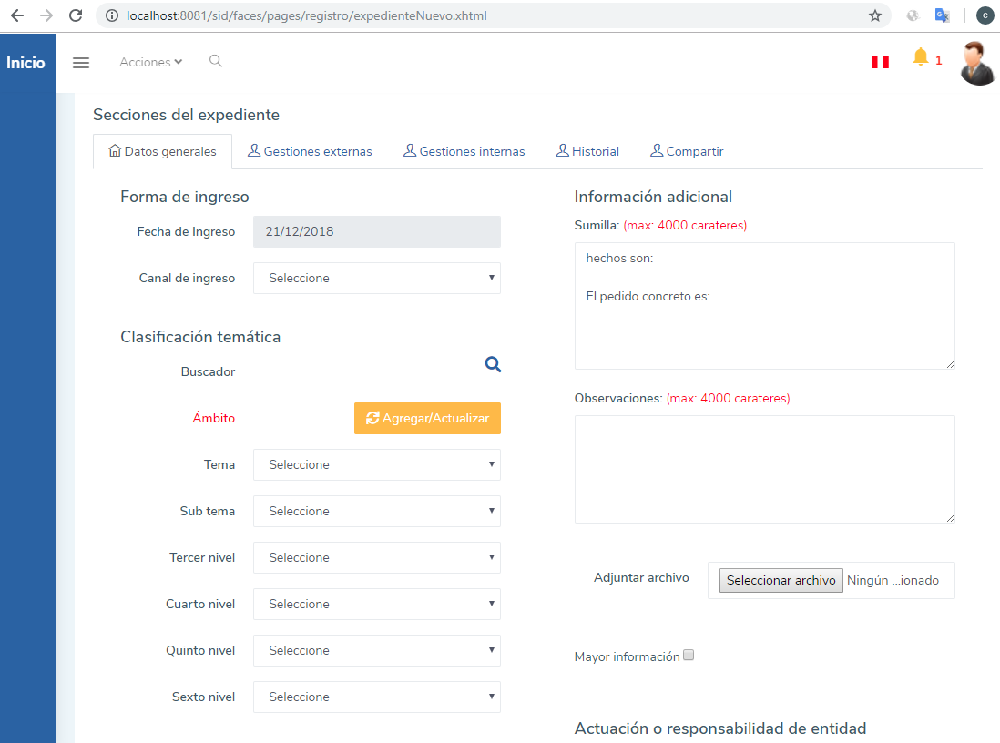 localhost:8081/sid/faces/pages/registro/expedienteNuevo.xhtml
C
Inicio
Acciones
1
Secciones del expediente
Datos generales
Gestiones externas
Gestiones internas
Historial
Compartir
Forma de ingreso
Fecha de Ingreso
21/12/2018
Canal de ingreso
Seleccione
Clasificación temática
Buscador
Ámbito
Agregar/Actualizar
Tema
Seleccione
Sub tema
Seleccione
Tercer nivel
Seleccione
Cuarto nivel
Seleccione
Quinto nivel
Seleccione
Sexto nivel
Seleccione
Información adicional
Sumilla: (max: 4000 carateres)
hechos son:
El pedido concreto es:
Observaciones: (max: 4000 carateres)
Adjuntar archivo
Seleccionar archivo
Ningún ...ionado
Mayor información
Actuación o responsabilidad de entidad